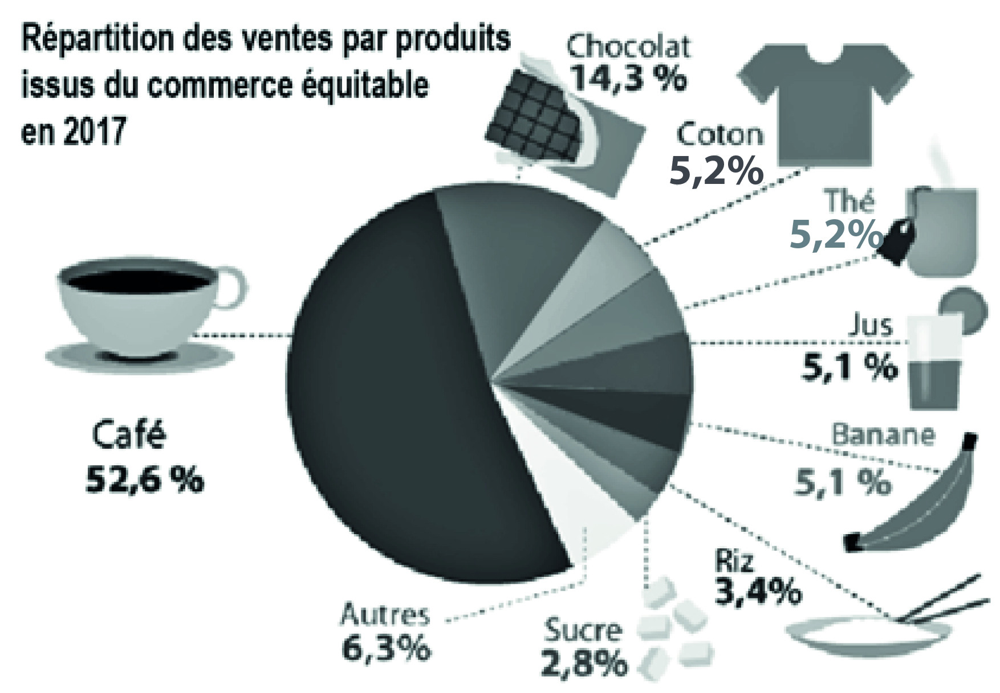 Répartition des ventes par produits
issus du commerce équitable
en 2017
Chocolat
14,3 %
Coton
5,2%
Thé
5,2%
Jus
5,1 %
Banane
5,1 %
Riz
3,4%
Sucre
2,8%
Autres
6,3%
Café
52,6 %